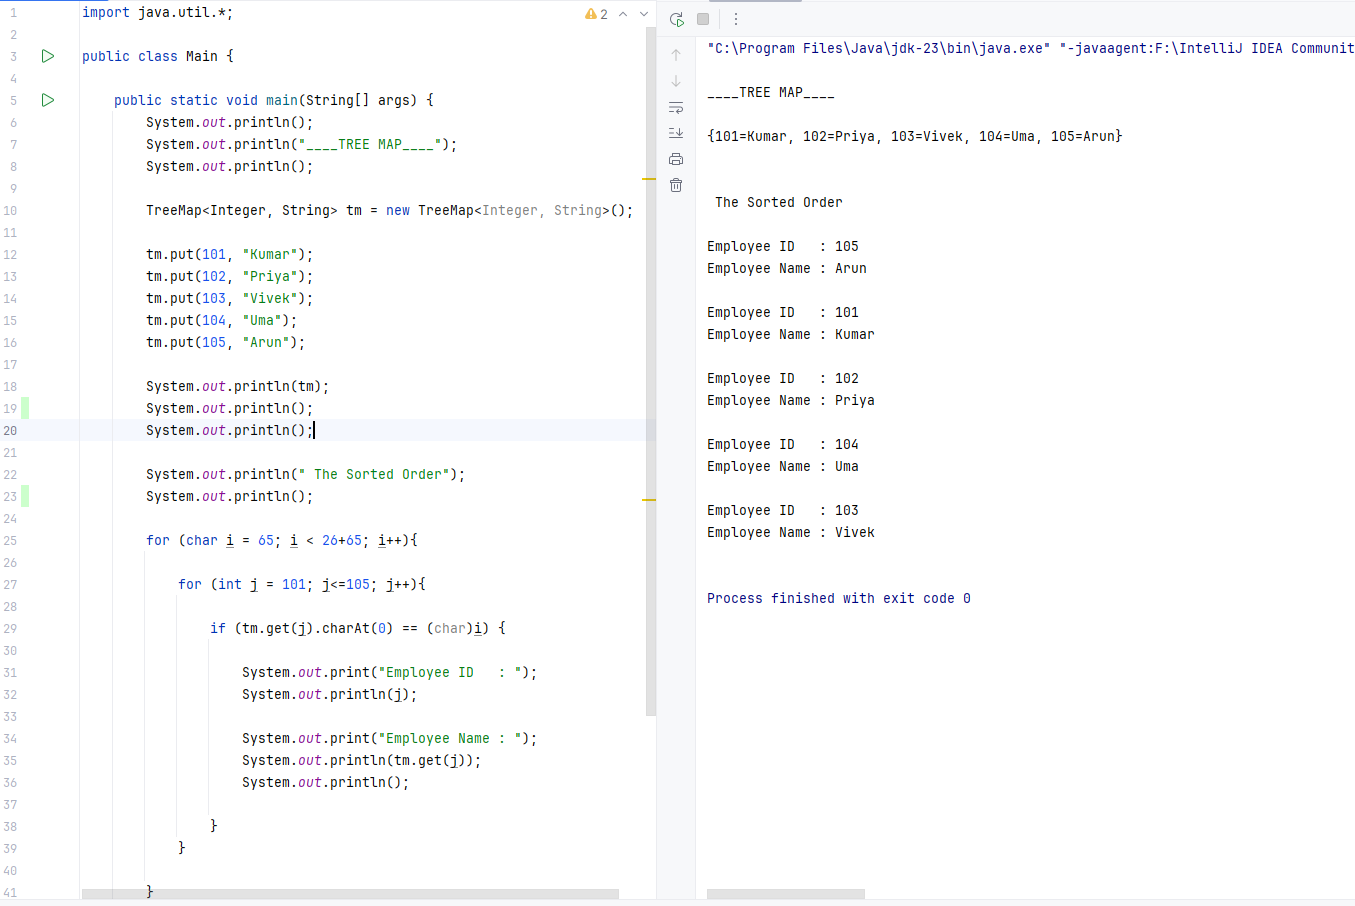 1 import java.util.*;
2
3 public class Main {
4
5 public static void main(String[] args) {
6 System.out.println();
7 System.out.println("____TREE MAP____");
8 System.out.println();
9
10 TreeMap<Integer, String> tm = new TreeMap<Integer, String>();
11
12 tm.put(101, "Kumar");
13 tm.put(102, "Priya");
14 tm.put(103, "Vivek");
15 tm.put(104, "Uma");
16 tm.put(105, "Arun");
17
18 System.out.println(tm);
19 System.out.println();
20 System.out.println();
21
22 System.out.println(" The Sorted Order");
23 System.out.println();
24
25 for (char i = 65; i < 26+65; i++){
26
27 for (int j = 101; j<=105; j++){
28
29 if (tm.get(j).charAt(0) == (char)i) {
30
31 System.out.print("Employee ID   : ");
32 System.out.println(j);
33
34 System.out.print("Employee Name : ");
35 System.out.println(tm.get(j));
36 System.out.println();
37
38 }
39 }
40
41 }
2
"C:\Program Files\Java\jdk-23\bin\java.exe" "-javaagent:F:\IntelliJ IDEA Communit
____TREE MAP____
{101=Kumar, 102=Priya, 103=Vivek, 104=Uma, 105=Arun}
The Sorted Order
Employee ID   : 105
Employee Name : Arun
Employee ID   : 101
Employee Name : Kumar
Employee ID   : 102
Employee Name : Priya
Employee ID   : 104
Employee Name : Uma
Employee ID   : 103
Employee Name : Vivek
Process finished with exit code 0